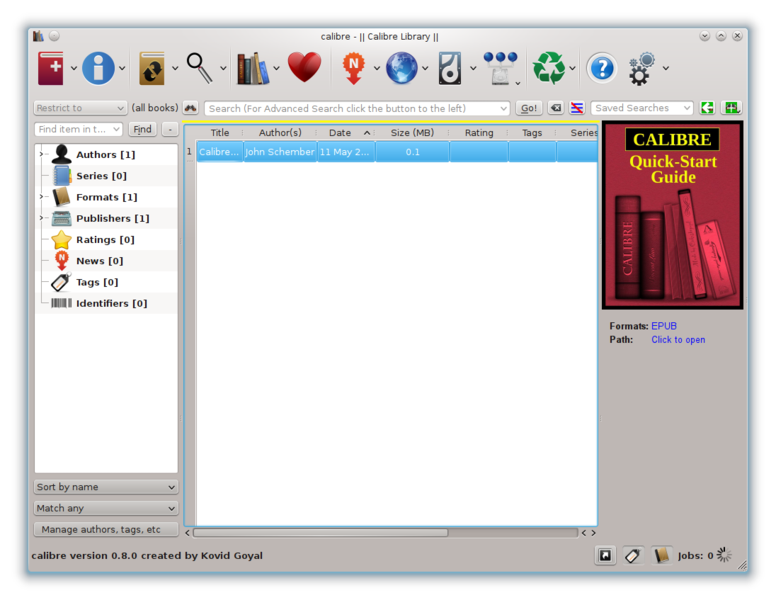 calibre - || Calibre Library ||
Restrict to (all books) Search (For Advanced Search click the button to the left) Go! Saved Searches
Find item in t... Find -
Title Author(s) Date Size (MB) Rating Tags Series
1 Calibre... John Schember 11 May 2... 0.1
Authors [1]
Series [0]
Formats [1]
Publishers [1]
Ratings [0]
News [0]
Tags [0]
Identifiers [0]
CALIBRE
Quick-Start
Guide
CALIBRE
Formats: EPUB
Path: Click to open
Sort by name
Match any
Manage authors, tags, etc
calibre version 0.8.0 created by Kovid Goyal
Jobs: 0